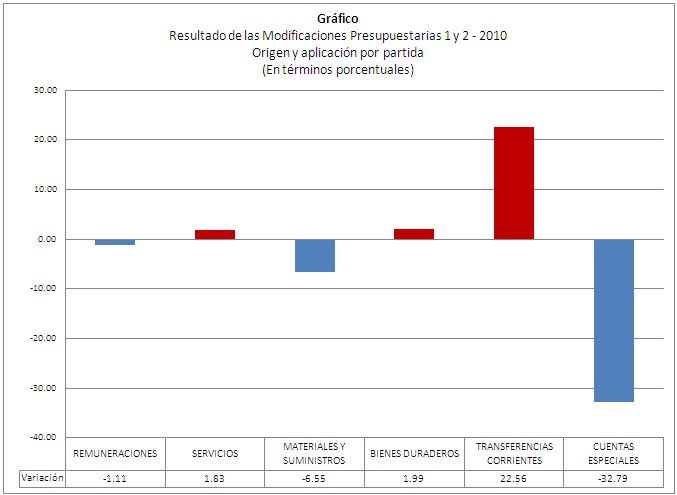 Gráfico
Resultado de las Modificaciones Presupuestarias 1 y 2 - 2010
Origen y aplicación por partida
(En términos porcentuales)
30.00
20.00
10.00
0.00
-10.00
-20.00
-30.00
-40.00
REMUNERACIONES
SERVICIOS
MATERIALES Y
SUMINISTROS
BIENES DURADEROS
TRANSFERENCIAS
CORRIENTES
CUENTAS
ESPECIALES
Variación -1.11 1.83 -6.55 1.99 22.56 -32.79